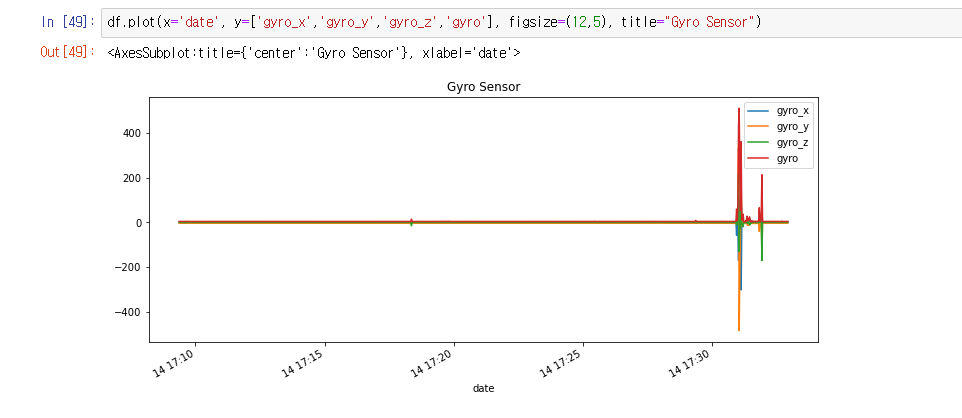 In [49]: df.plot(x='date', y=['gyro_x','gyro_y','gyro_z','gyro'], figsize=(12,5), title="Gyro Sensor")
Out[49]: <AxesSubplot:title={'center':'Gyro Sensor'}, xlabel='date'>
Gyro Sensor
gyro_x
gyro_y
gyro_z
gyro
400
200
0
−200
−400
14 17:10
14 17:15
14 17:20
14 17:25
14 17:30
date